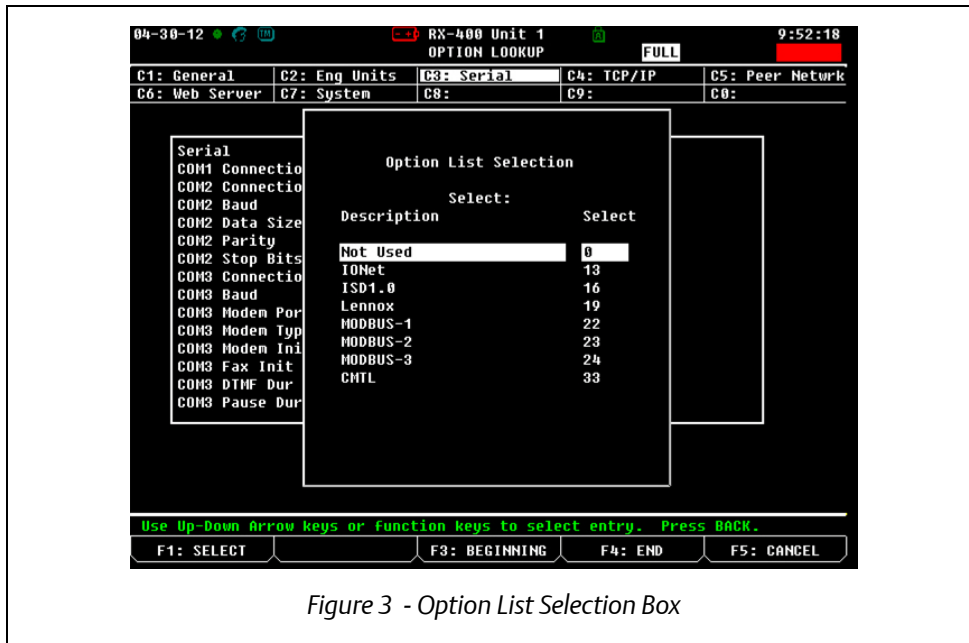 04-30-12 TM RX-400 Unit 1 9:52:18
OPTION LOOKUP FULL
C1: General C2: Eng Units C3: Serial C4: TCP/IP C5: Peer Netwrk
C6: Web Server C7: System C8: C9: C0:
Serial
COM1 Connectio
COM2 Connectio
COM2 Baud
COM2 Data Size
COM2 Parity
COM2 Stop Bits
COM3 Connectio
COM3 Baud
COM3 Modem Por
COM3 Modem Typ
COM3 Modem Ini
COM3 Fax Init
COM3 DTMF Dur
COM3 Pause Dur
Option List Selection
Select:
Description Select
Not Used 0
IONet 13
ISD1.0 16
Lennox 19
MODBUS-1 22
MODBUS-2 23
MODBUS-3 24
CMTL 33
Use Up-Down Arrow keys or function keys to select entry. Press BACK.
F1: SELECT F3: BEGINNING F4: END F5: CANCEL
Figure 3 - Option List Selection Box